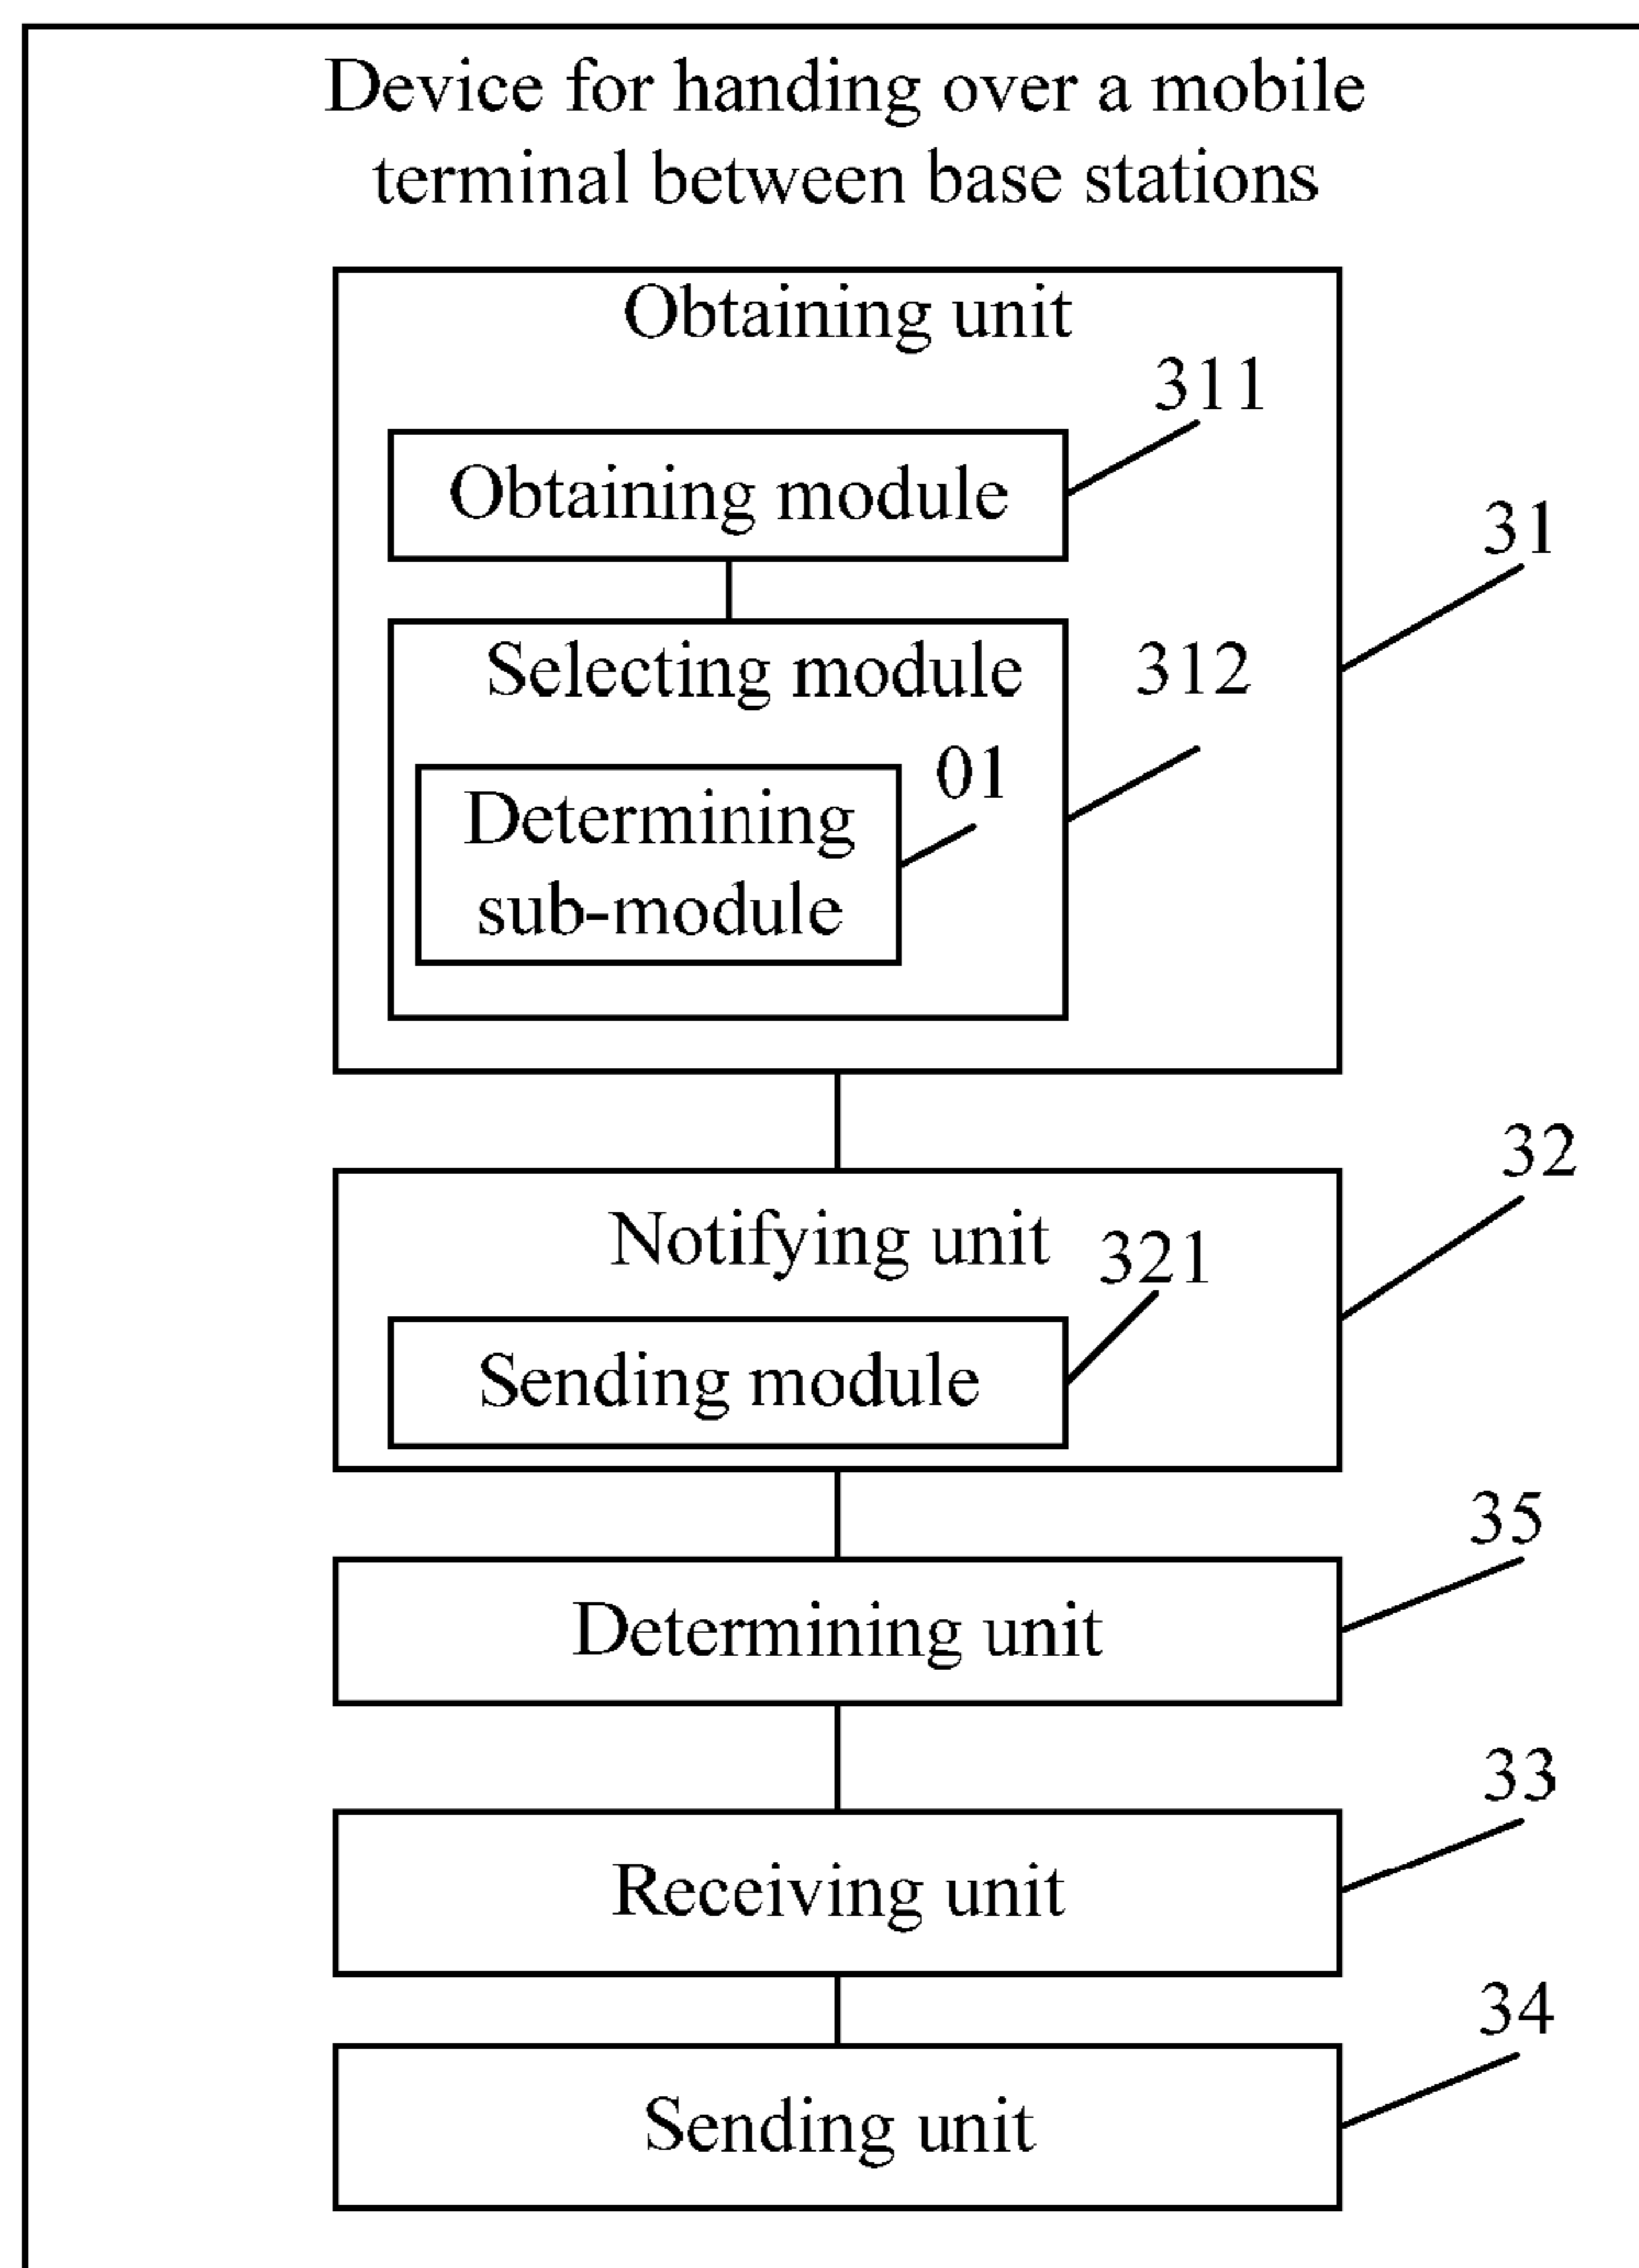 Device for handing over a mobile
terminal between base stations
Obtaining unit
311
Obtaining module
31
Selecting module
312
01
Determining
sub-module
32
Notifying unit
321
Sending module
35
Determining unit
33
Receiving unit
34
Sending unit